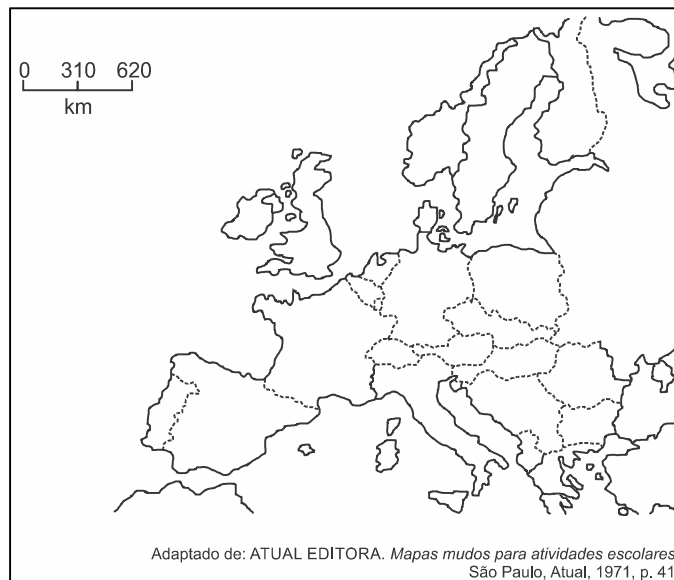 0 310 620
km
Adaptado de: ATUAL EDITORA. Mapas mudos para atividades escolares
São Paulo, Atual, 1971, p. 41